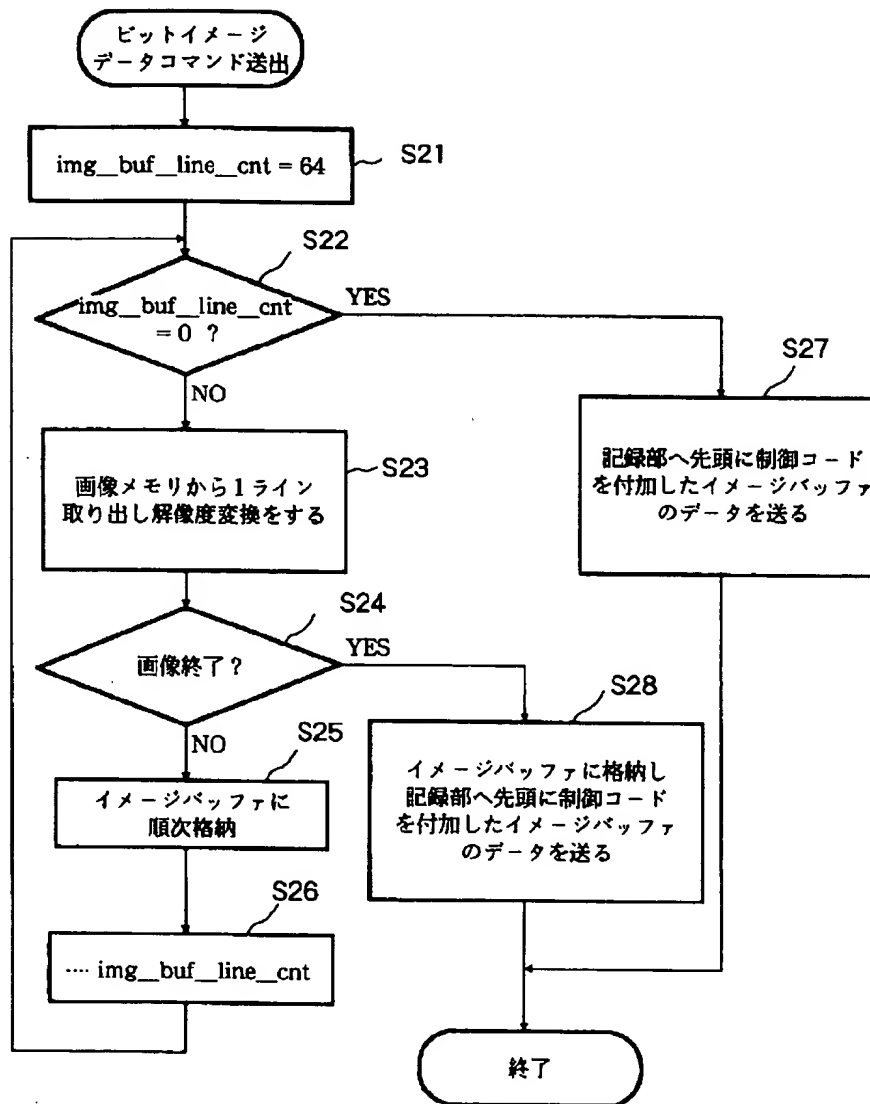 ビットイメージ
データコマンド送出
img__buf__line__cnt = 64
S21
S22
img__buf__line__cnt
= 0 ?
YES
NO
S27
記録部へ先頭に制御コード
を付加したイメージバッファ
のデータを送る
S23
画像メモリから1ライン
取り出し解像度変換をする
S24
画像終了?
YES
NO
S28
イメージバッファに格納し
記録部へ先頭に制御コード
を付加したイメージバッファ
のデータを送る
S25
イメージバッファに
順次格納
S26
---- img__buf__line__cnt
終了